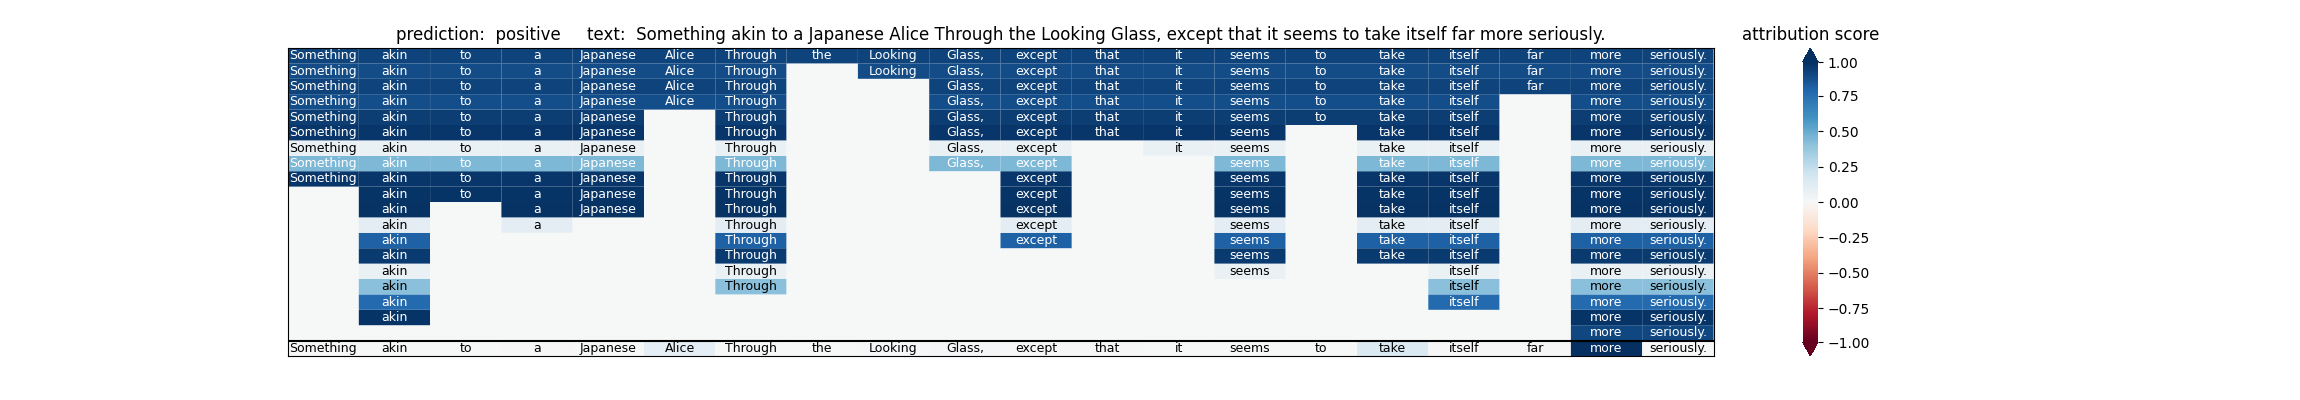 prediction: positive text: Something akin to a Japanese Alice Through the Looking Glass, except that it seems to take itself far more seriously.
attribution score
Something akin to a Japanese Alice Through the Looking Glass, except that it seems to take itself far more seriously.
Something akin to a Japanese Alice Through Looking Glass, except that it seems to take itself far more seriously.
Something akin to a Japanese Alice Through Glass, except that it seems to take itself far more seriously.
Something akin to a Japanese Alice Through Glass, except that it seems to take itself more seriously.
Something akin to a Japanese Through Glass, except that it seems to take itself more seriously.
Something akin to a Japanese Through Glass, except that it seems take itself more seriously.
Something akin to a Japanese Through Glass, except it seems take itself more seriously.
Something akin to a Japanese Through Glass, except seems take itself more seriously.
Something akin to a Japanese Through except seems take itself more seriously.
akin to a Japanese Through except seems take itself more seriously.
akin a Japanese Through except seems take itself more seriously.
akin a Through except seems take itself more seriously.
akin Through except seems take itself more seriously.
akin Through seems take itself more seriously.
akin Through seems itself more seriously.
akin Through itself more seriously.
akin itself more seriously.
akin more seriously.
more seriously.
Something akin to a Japanese Alice Through the Looking Glass, except that it seems to take itself far more seriously.
1.00
0.75
0.50
0.25
0.00
−0.25
−0.50
−0.75
−1.00